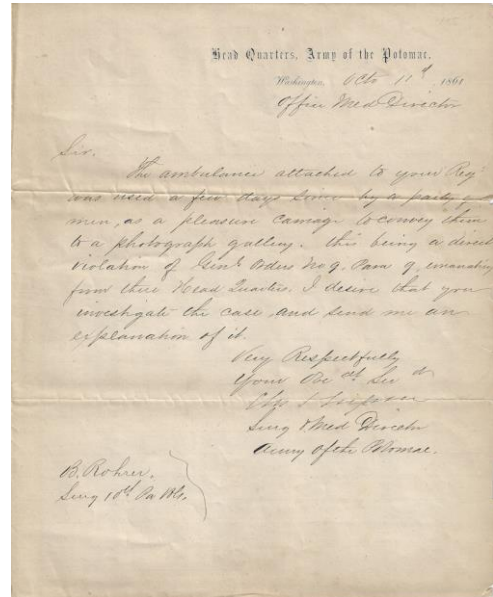 Head Quarters, Army of the Potomac.
Washington, Octo 11th 1861
Office Med Director
Sir.
The ambulance attached to your Regt
was used a few days since by a party of
men, as a pleasure carriage to convey them
to a photograph gallery. this being a direct
violation of Genl Orders No 9. Para 9, emanating
from these Head Quarters. I desire that you
investigate the case, and send me an
explanation of it.
Very Respectfully
Your Obt Servt
Surg & Med Director
Army of the Potomac.
B. Rohrer.
Surg 10th Pa